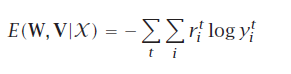 E(W, V|X) = − ∑_t ∑_i r_i^t log y_i^t